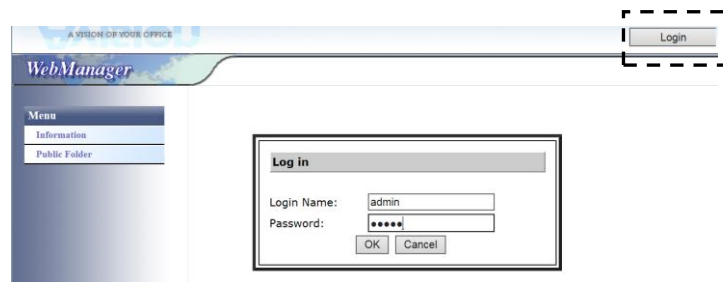 A VISION OF YOUR OFFICE
Login
WebManager
Menu
Information
Public Folder
Log in
Login Name: admin
Password: •••••
OK Cancel